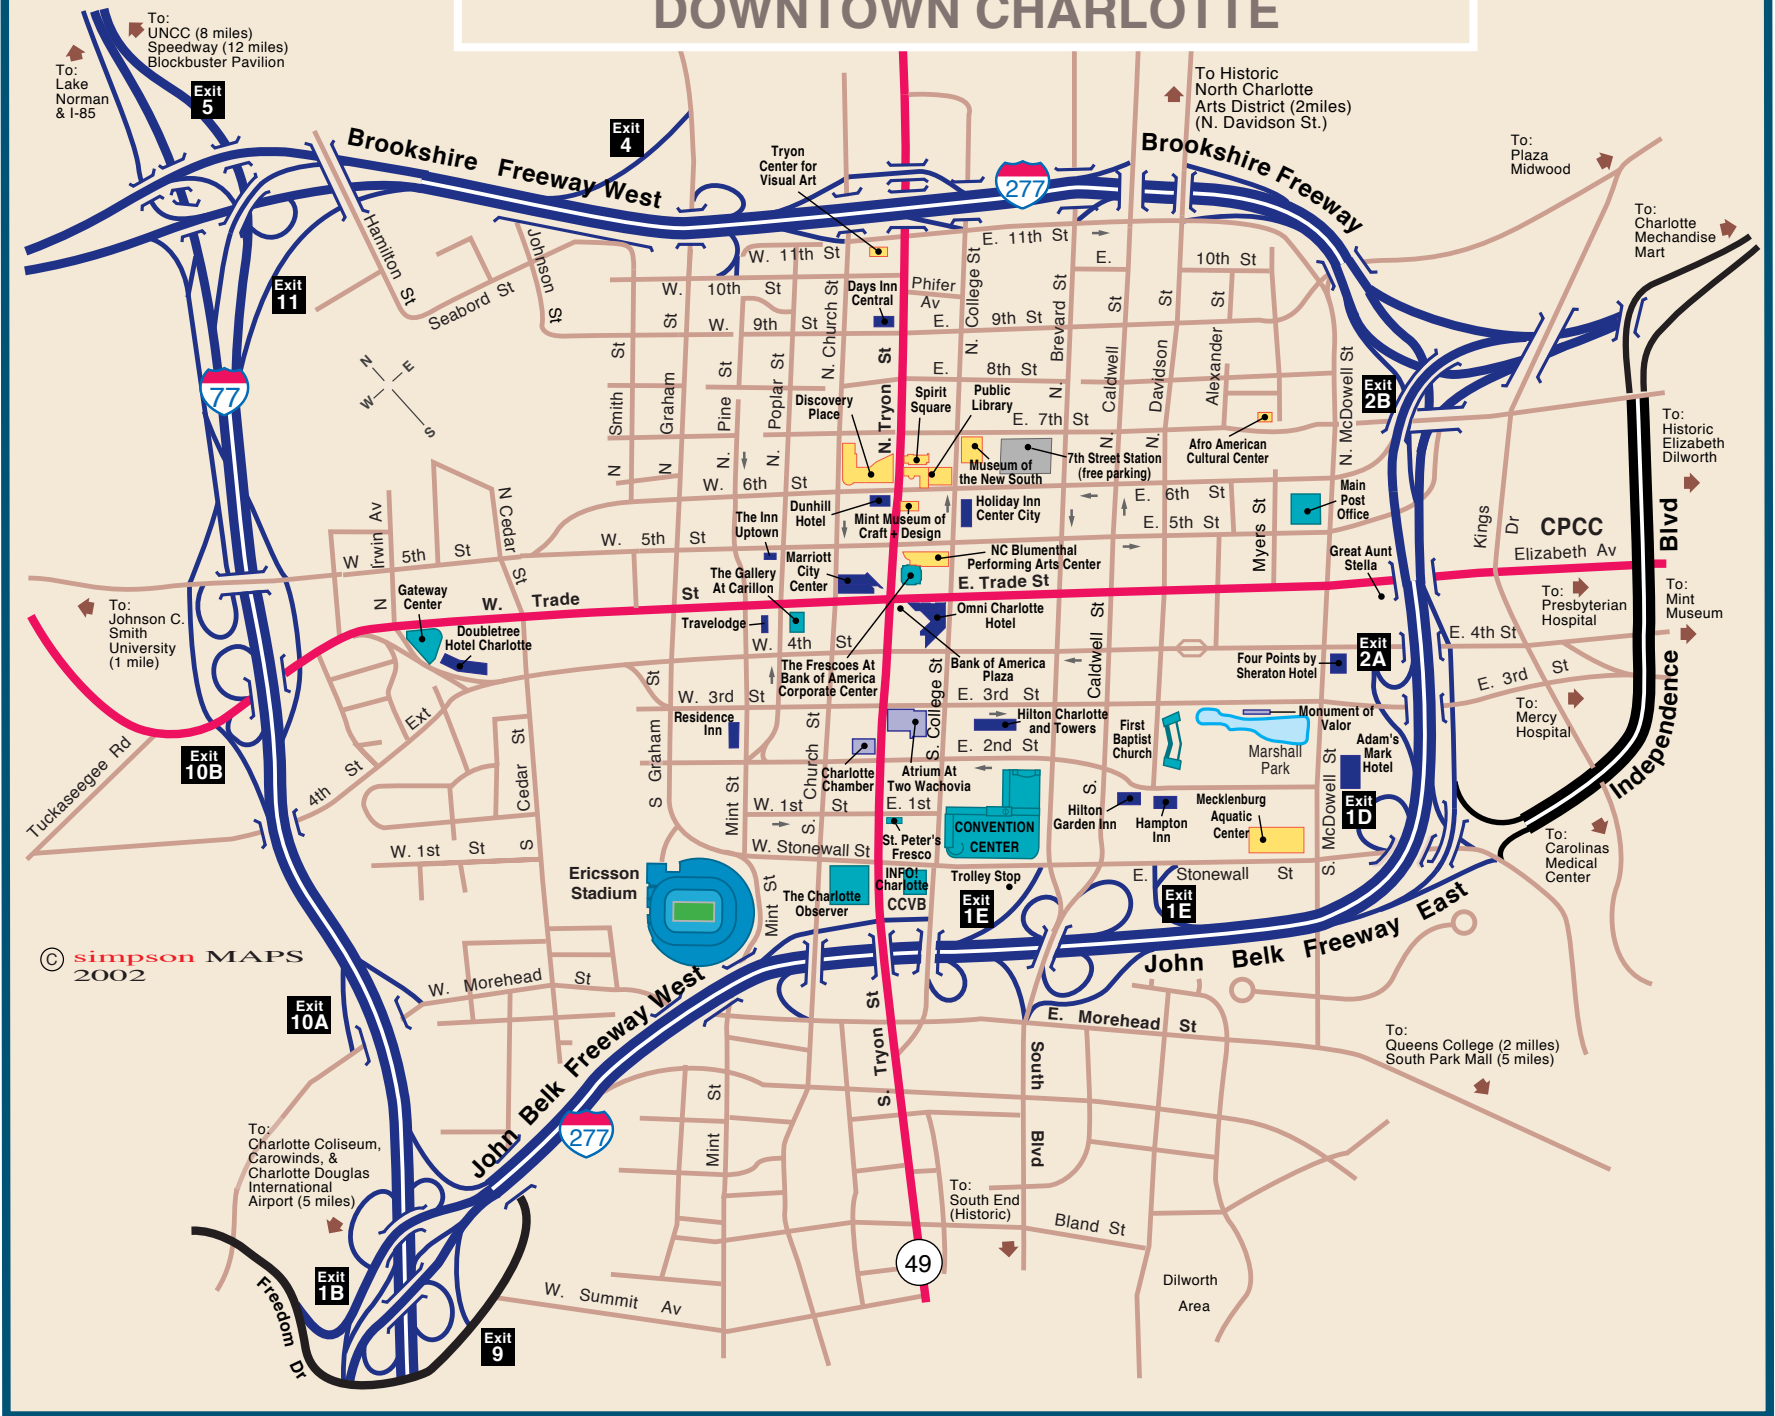 DOWNTOWN CHARLOTTE
To:
UNCC (8 miles)
Speedway (12 miles)
Blockbuster Pavilion
To:
Lake
Norman
& I-85
Exit
5
Exit
4
Brookshire Freeway West
Tryon
Center for
Visual Art
277
Brookshire Freeway
To Historic
North Charlotte
Arts District (2miles)
(N. Davidson St.)
To:
Plaza
Midwood
To:
Charlotte
Mechandise
Mart
Exit
11
77
Hamilton St
Seabord St
Johnson St
N
E
W
S
W. 11th St
E. 11th St
W. 10th St
E. 10th St
Phifer
Av
Days Inn
Central
W. 9th St
E. 9th St
E. 8th St
E. 7th St
N Smith St
N Graham St
N. Pine St
N. Poplar St
N. Church St
N. Tryon St
N. College St
N. Brevard St
N. Caldwell St
N. Davidson St
Alexander St
N. McDowell St
Exit
2B
Discovery
Place
Spirit
Square
Public
Library
Museum of
the New South
7th Street Station
(free parking)
Afro American
Cultural Center
To:
Historic
Elizabeth
Dilworth
W. 6th St
E. 6th St
Dunhill
Hotel
Mint Museum of
Craft + Design
Holiday Inn
Center City
Main
Post
Office
The Inn
Uptown
W 5th St
W. 5th St
E. 5th St
Myers St
Kings Dr
CPCC
Elizabeth Av
Independence Blvd
N Irwin Av
N Cedar St
Marriott
City
Center
NC Blumenthal
Performing Arts Center
The Gallery
At Carillon
Great Aunt
Stella
W. Trade St
E. Trade St
Gateway
Center
Doubletree
Hotel Charlotte
Travelodge
Omni Charlotte
Hotel
To:
Johnson C.
Smith
University
(1 mile)
To:
Presbyterian
Hospital
To:
Mint
Museum
W. 4th St
E. 4th St
Exit
2A
The Frescoes At
Bank of America
Corporate Center
Bank of America
Plaza
Four Points by
Sheraton Hotel
W. 3rd St
E. 3rd St
E. 3rd St
Residence
Inn
Hilton Charlotte
and Towers
First
Baptist
Church
Monument of
Valor
Marshall
Park
To:
Mercy
Hospital
Adam's
Mark
Hotel
E. 2nd St
Charlotte
Chamber
Atrium At
Two Wachovia
Exit
10B
Tuckaseegee Rd
4th St Ext
S Cedar St
S Graham St
Mint St
S. Church St
S. College St
S. Caldwell St
S. McDowell St
W. 1st St
E. 1st
W. 1st St
CONVENTION
CENTER
Hilton
Garden Inn
Hampton
Inn
Mecklenburg
Aquatic
Center
Exit
1D
St. Peter's
Fresco
W. Stonewall St
E. Stonewall St
INFO!
Charlotte
CCVB
Trolley Stop
Exit
1E
Exit
1E
To:
Carolinas
Medical
Center
Ericsson
Stadium
The Charlotte
Observer
Mint St
John Belk Freeway East
C simpson MAPS
2002
Exit
10A
W. Morehead St
John Belk Freeway West
277
E. Morehead St
S. Tryon St
South Blvd
Mint St
To:
Queens College (2 milles)
South Park Mall (5 miles)
To:
Charlotte Coliseum,
Carowinds, &
Charlotte Douglas
International
Airport (5 miles)
To:
South End
(Historic)
Bland St
49
Dilworth
Area
Exit
1B
Freedom Dr
Exit
9
W. Summit Av